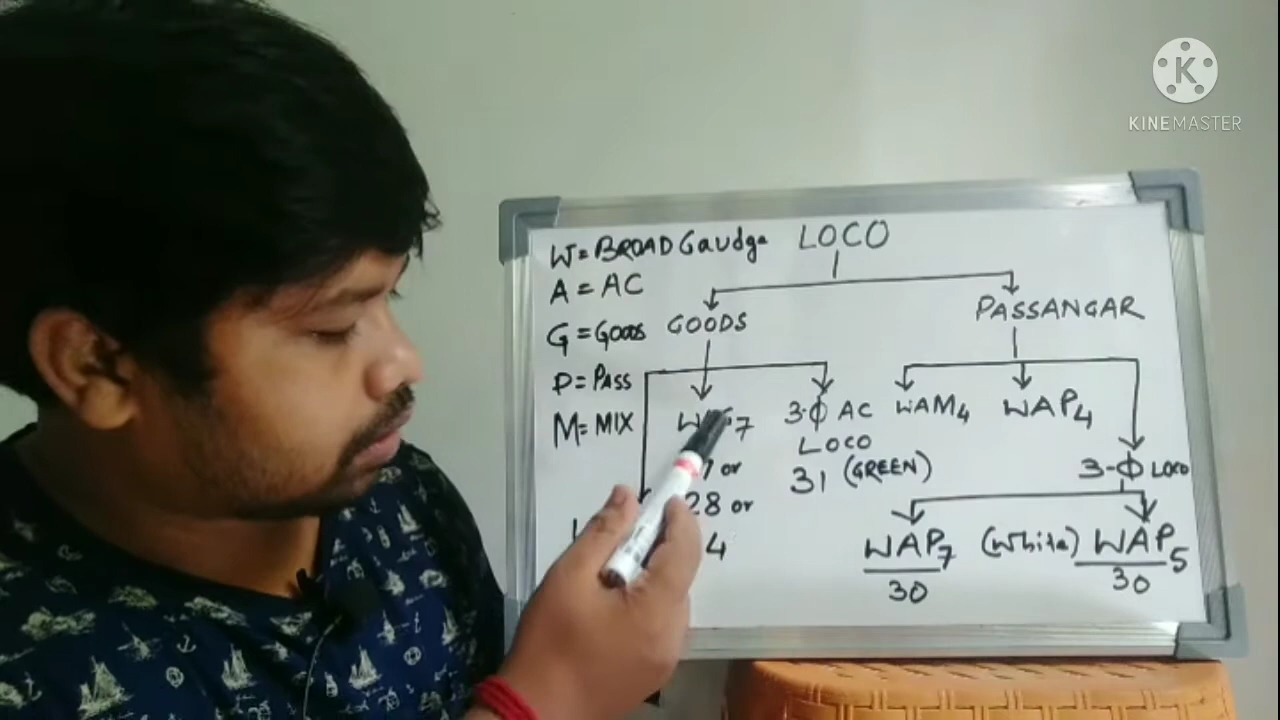 KINEMASTER
W = BROAD Gaudge
LOCO
A = AC
G = Goods
P = PASS
M = MIX
GOODS
PASSANGAR
3-Φ AC
LOCO
31 (GREEN)
WAM4
WAP4
or
28 or
4
3-Φ LOCO
WAP7 (White) WAP5
30
30